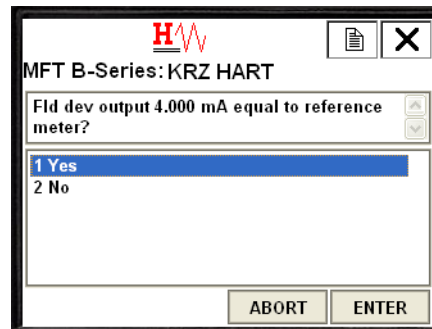 H
MFT B-Series: KRZ HART
Fld dev output 4.000 mA equal to reference
meter?
1 Yes
2 No
ABORT
ENTER